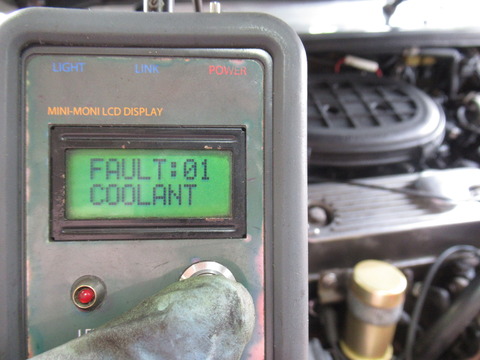 LIGHT LINK POWER
MINI-MONI LCD DISPLAY
FAULT:01
COOLANT